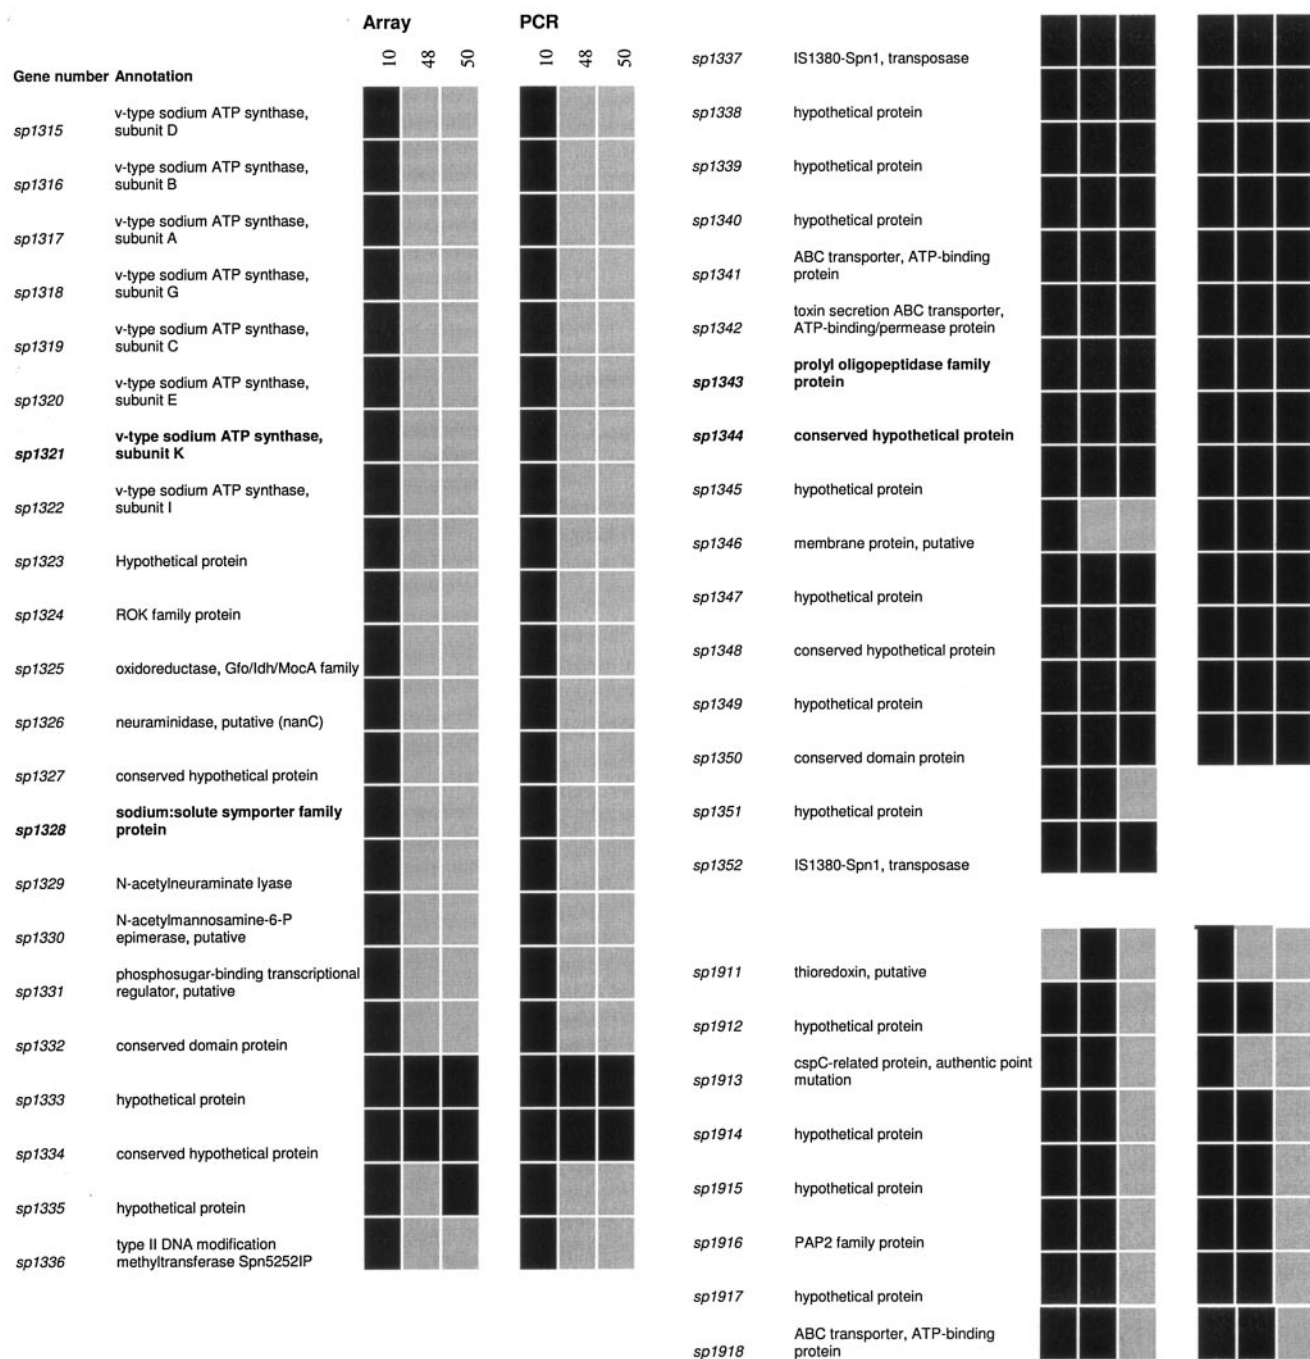 Array PCR
10 48 50 10 48 50
Gene number Annotation
v-type sodium ATP synthase,
sp1315 subunit D
v-type sodium ATP synthase,
sp1316 subunit B
v-type sodium ATP synthase,
sp1317 subunit A
v-type sodium ATP synthase,
sp1318 subunit G
v-type sodium ATP synthase,
sp1319 subunit C
v-type sodium ATP synthase,
sp1320 subunit E
v-type sodium ATP synthase,
sp1321 subunit K
v-type sodium ATP synthase,
sp1322 subunit I
sp1323 Hypothetical protein
sp1324 ROK family protein
sp1325 oxidoreductase, Gfo/Idh/MocA family
sp1326 neuraminidase, putative (nanC)
sp1327 conserved hypothetical protein
sodium:solute symporter family
sp1328 protein
sp1329 N-acetylneuraminate lyase
N-acetylmannosamine-6-P
sp1330 epimerase, putative
phosphosugar-binding transcriptional
sp1331 regulator, putative
sp1332 conserved domain protein
sp1333 hypothetical protein
sp1334 conserved hypothetical protein
sp1335 hypothetical protein
type II DNA modification
sp1336 methyltransferase Spn5252IP
sp1337 IS1380-Spn1, transposase
sp1338 hypothetical protein
sp1339 hypothetical protein
sp1340 hypothetical protein
ABC transporter, ATP-binding
sp1341 protein
toxin secretion ABC transporter,
sp1342 ATP-binding/permease protein
prolyl oligopeptidase family
sp1343 protein
sp1344 conserved hypothetical protein
sp1345 hypothetical protein
sp1346 membrane protein, putative
sp1347 hypothetical protein
sp1348 conserved hypothetical protein
sp1349 hypothetical protein
sp1350 conserved domain protein
sp1351 hypothetical protein
sp1352 IS1380-Spn1, transposase
sp1911 thioredoxin, putative
sp1912 hypothetical protein
cspC-related protein, authentic point
sp1913 mutation
sp1914 hypothetical protein
sp1915 hypothetical protein
sp1916 PAP2 family protein
sp1917 hypothetical protein
ABC transporter, ATP-binding
sp1918 protein